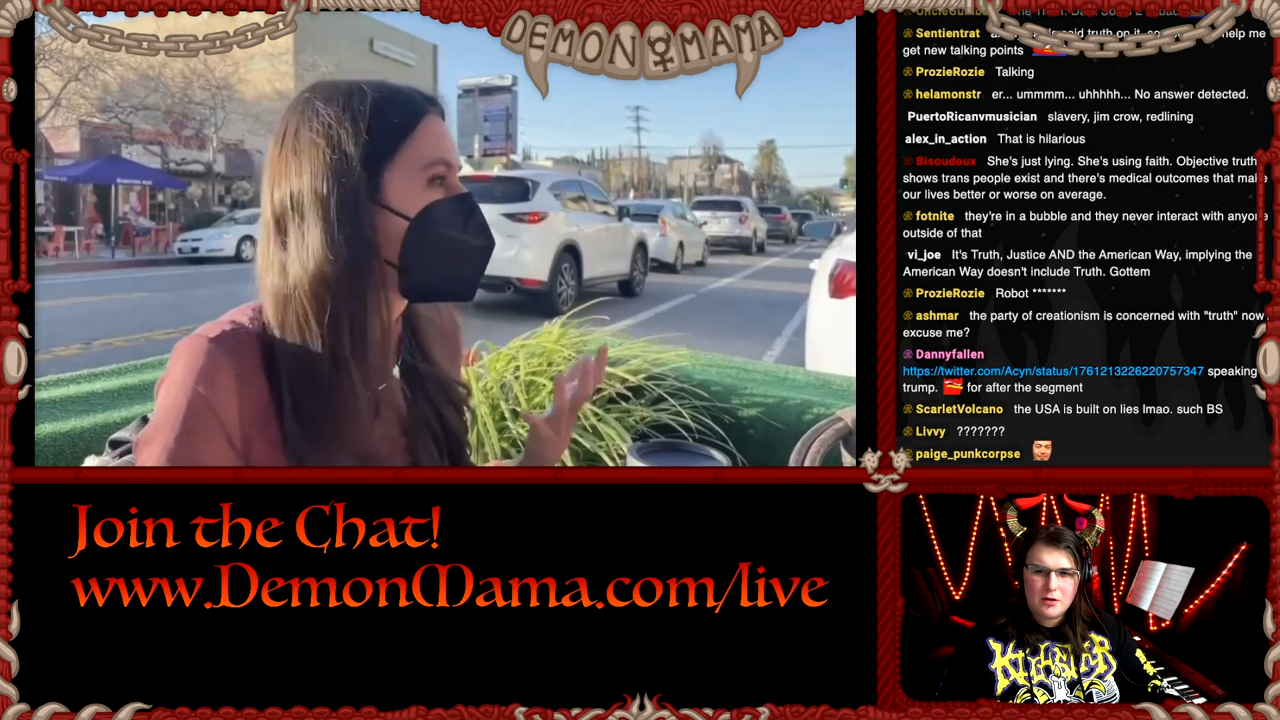 DEMON MAMA
Sentientrat
help me
get new talking points
ProzieRozie Talking
helamonstr er... ummmm... uhhhhh... No answer detected.
PuertoRicanvmusician slavery, jim crow, redlining
alex_in_action That is hilarious
Bisoudoux She's just lying. She's using faith. Objective truth
shows trans people exist and there's medical outcomes that make
our lives better or worse on average.
fotnite they're in a bubble and they never interact with anyone
outside of that
vi_joe It's Truth, Justice AND the American Way, implying the
American Way doesn't include Truth. Gottem
ProzieRozie Robot *******
ashmar the party of creationism is concerned with "truth" now.
excuse me?
Dannyfallen
https://twitter.com/Acyn/status/1761213226220757347 speaking
trump. for after the segment
ScarletVolcano the USA is built on lies lmao. such BS
Livvy ???????
paige_punkcorpse
Join the Chat!
www.DemonMama.com/live